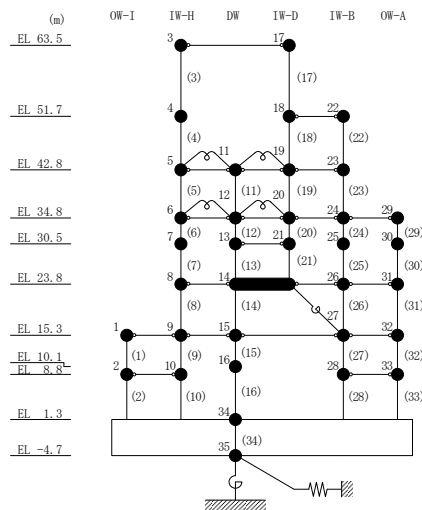 (m) OW-I IW-H DW IW-D IW-B OW-A
EL 63.5 3 17
(3) (17)
EL 51.7 4 18 22
(4) (18) (22)
11 19
EL 42.8 5 23
(5) (11) (19) (23)
12 20
EL 34.8 6 24 29
(6) (12) (20) (24) (29)
EL 30.5 7 13 21 25 30
(7) (13) (21) (25) (30)
EL 23.8 8 14 26 31
(8) (14) (26) (31)
27
EL 15.3 1 9 15 32
(1) (9) (15) (27) (32)
EL 10.1 16
EL 8.8 2 10 28 33
(2) (10) (16) (28) (33)
EL 1.3 34
(34)
EL -4.7 35